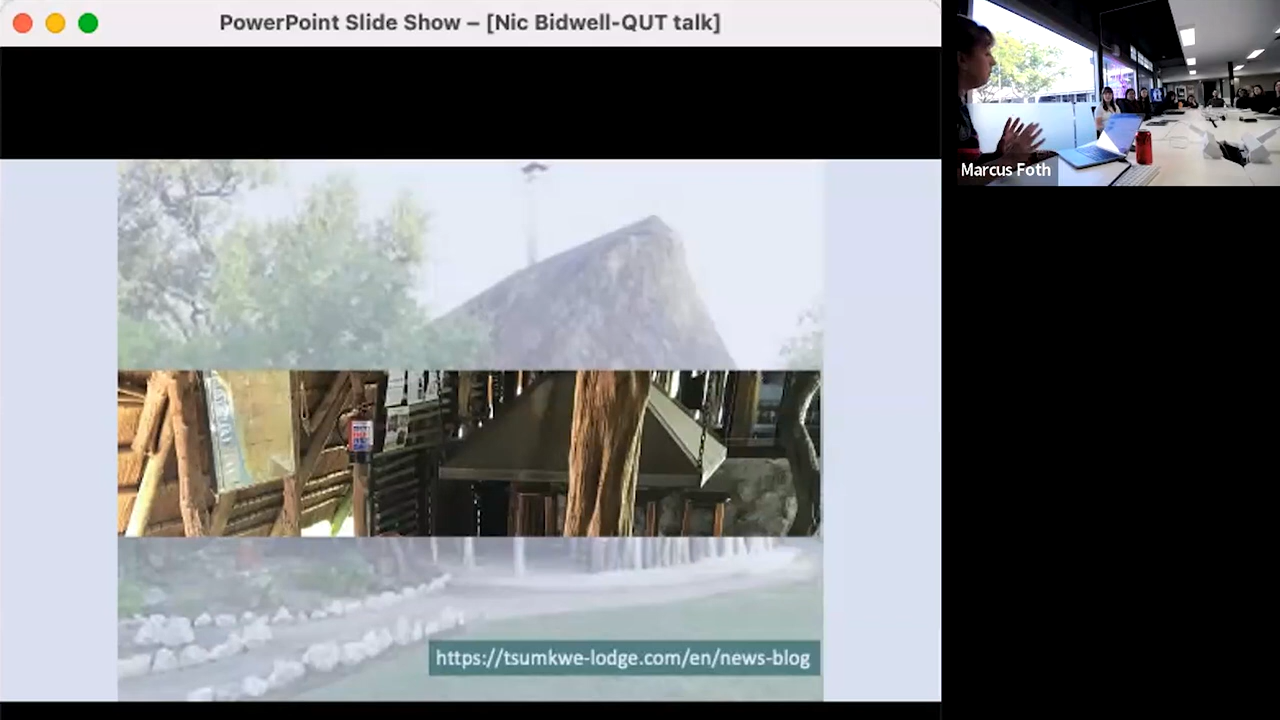 PowerPoint Slide Show – [Nic Bidwell-QUT talk]
Marcus Foth
https://tsumkwe-lodge.com/en/news-blog